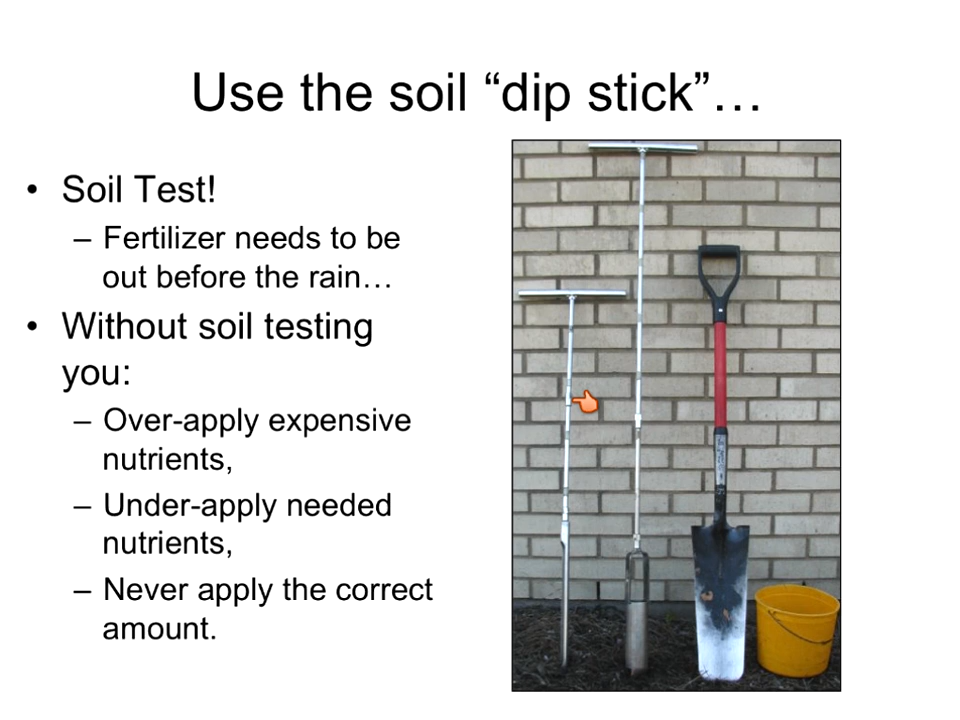 Use the soil “dip stick”…
• Soil Test!
– Fertilizer needs to be
out before the rain…
• Without soil testing
you:
– Over-apply expensive
nutrients,
– Under-apply needed
nutrients,
– Never apply the correct
amount.